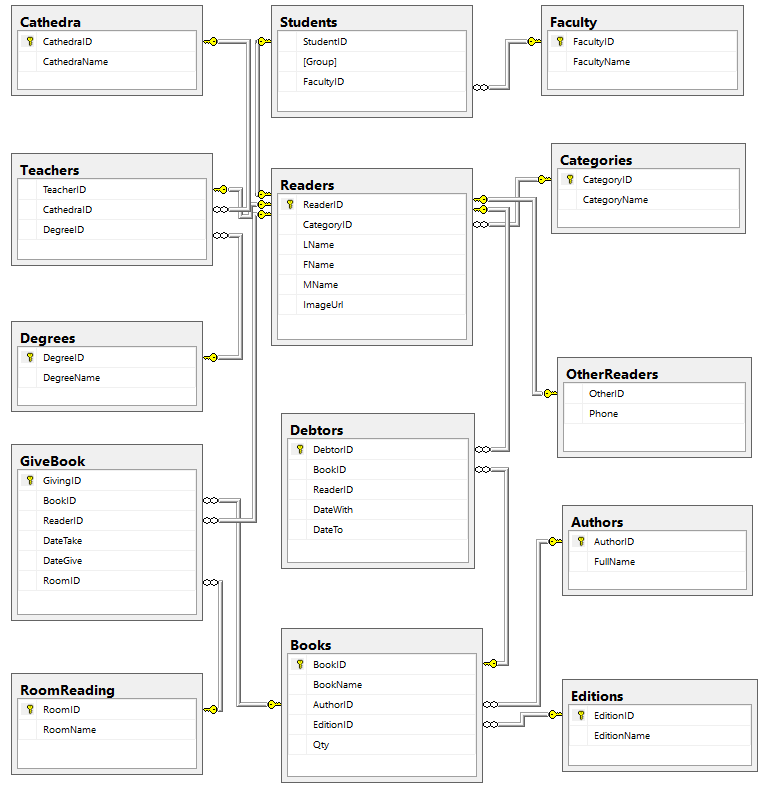 Cathedra
CathedraID
CathedraName
Students
StudentID
[Group]
FacultyID
Faculty
FacultyID
FacultyName
Teachers
TeacherID
CathedraID
DegreeID
Readers
ReaderID
CategoryID
LName
FName
MName
ImageUrl
Categories
CategoryID
CategoryName
Degrees
DegreeID
DegreeName
OtherReaders
OtherID
Phone
GiveBook
GivingID
BookID
ReaderID
DateTake
DateGive
RoomID
Debtors
DebtorID
BookID
ReaderID
DateWith
DateTo
Authors
AuthorID
FullName
RoomReading
RoomID
RoomName
Books
BookID
BookName
AuthorID
EditionID
Qty
Editions
EditionID
EditionName